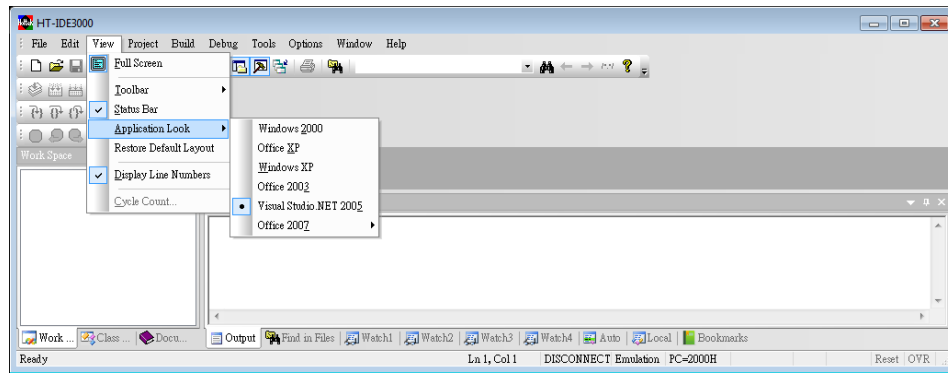 HT-IDE3000
File Edit View Project Build Debug Tools Options Window Help
Full Screen
Toolbar
Status Bar
Application Look
Restore Default Layout
Display Line Numbers
Cycle Count...
Windows 2000
Office XP
Windows XP
Office 2003
Visual Studio.NET 2005
Office 2007
Work Space
Work ... Class ... Docu...
Output Find in Files Watch1 Watch2 Watch3 Watch4 Auto Local Bookmarks
Ready Ln 1, Col 1 DISCONNECT Emulation PC=2000H Reset OVR